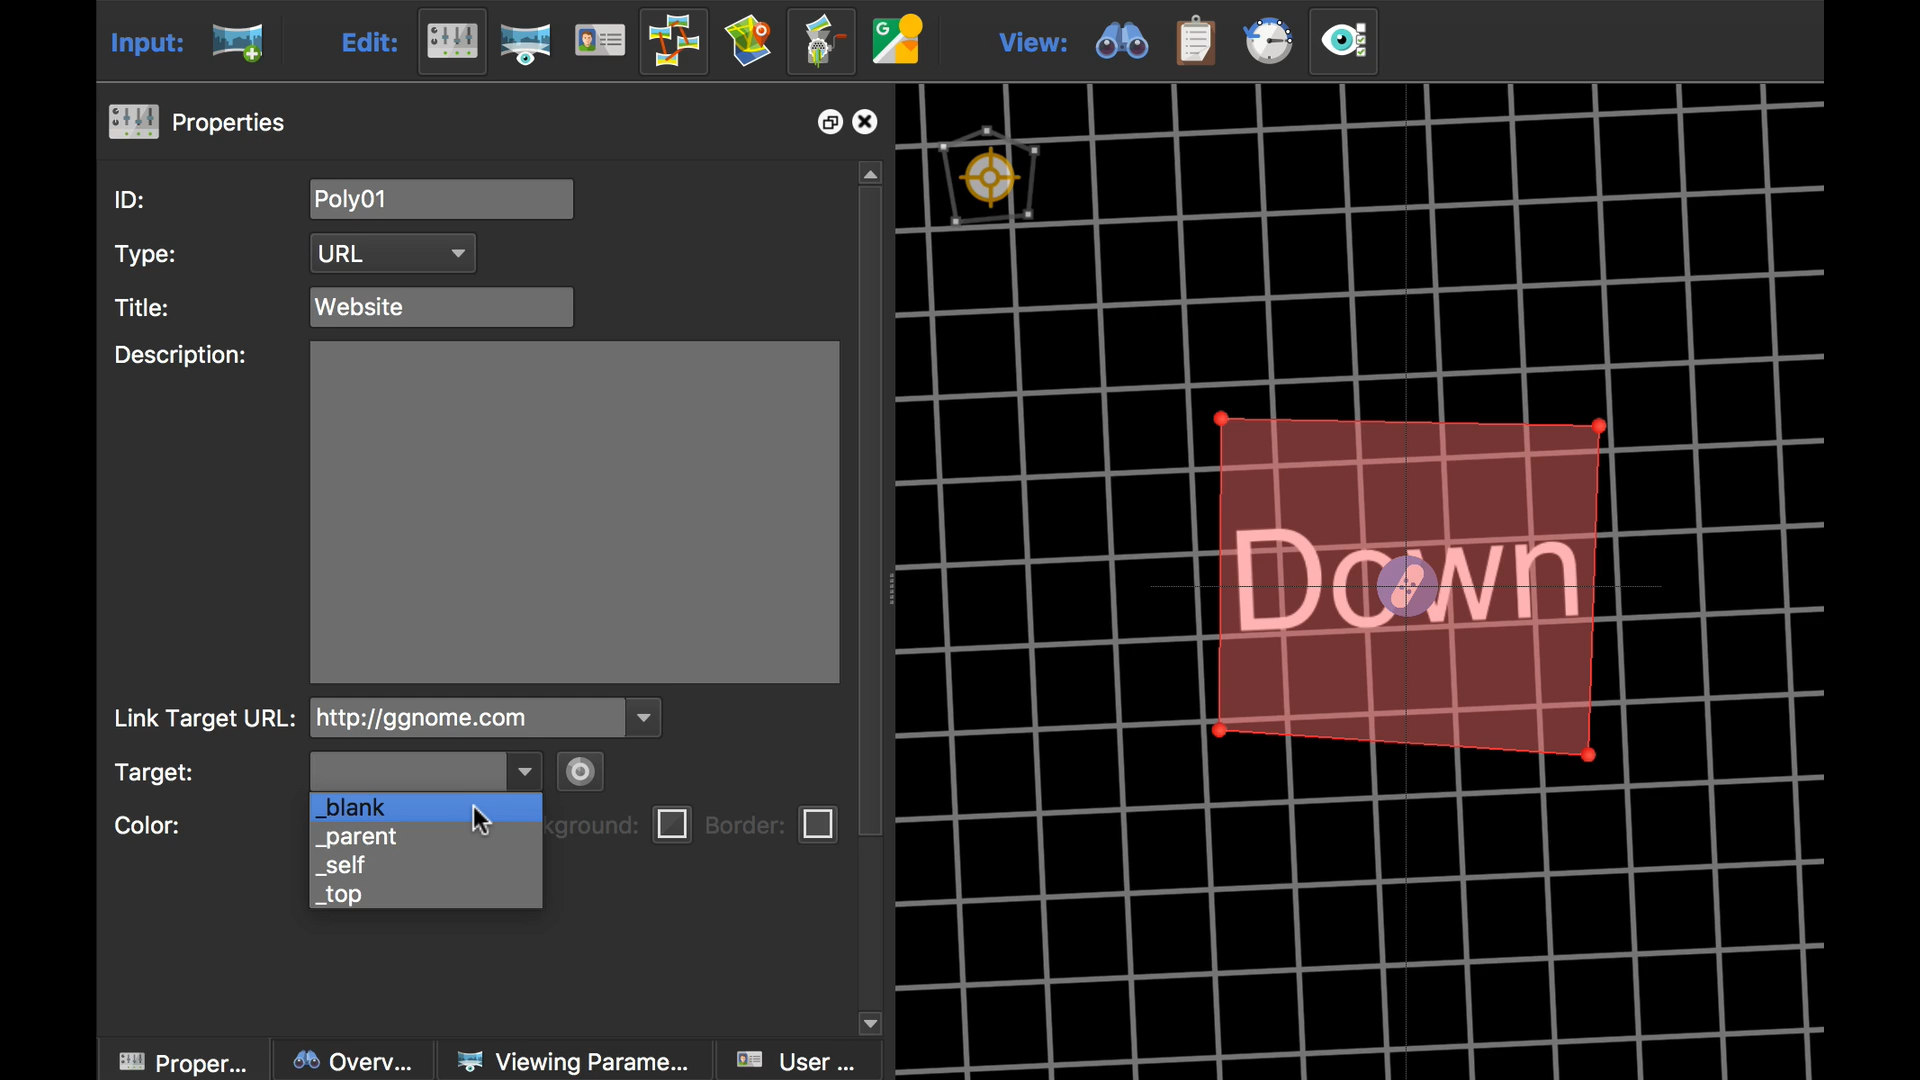 Input:
Edit:
View:
Properties
ID:
Poly01
Type:
URL
Title:
Website
Description:
Link Target URL:
http://ggnome.com
Target:
_blank
_parent
_self
_top
Color:
kground:
Border:
Down
Proper...
Overv...
Viewing Parame...
User ...
G